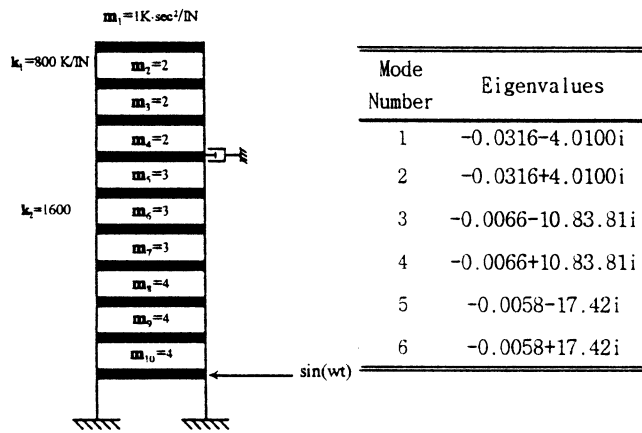 m₁=1K·sec²/IN
k₁=800 K/IN
m₂=2
m₃=2
m₄=2
m₅=3
k₂=1600
m₆=3
m₇=3
m₈=4
m₉=4
m₁₀=4
sin(wt)
Mode Number Eigenvalues
1 -0.0316-4.0100i
2 -0.0316+4.0100i
3 -0.0066-10.83.81i
4 -0.0066+10.83.81i
5 -0.0058-17.42i
6 -0.0058+17.42i